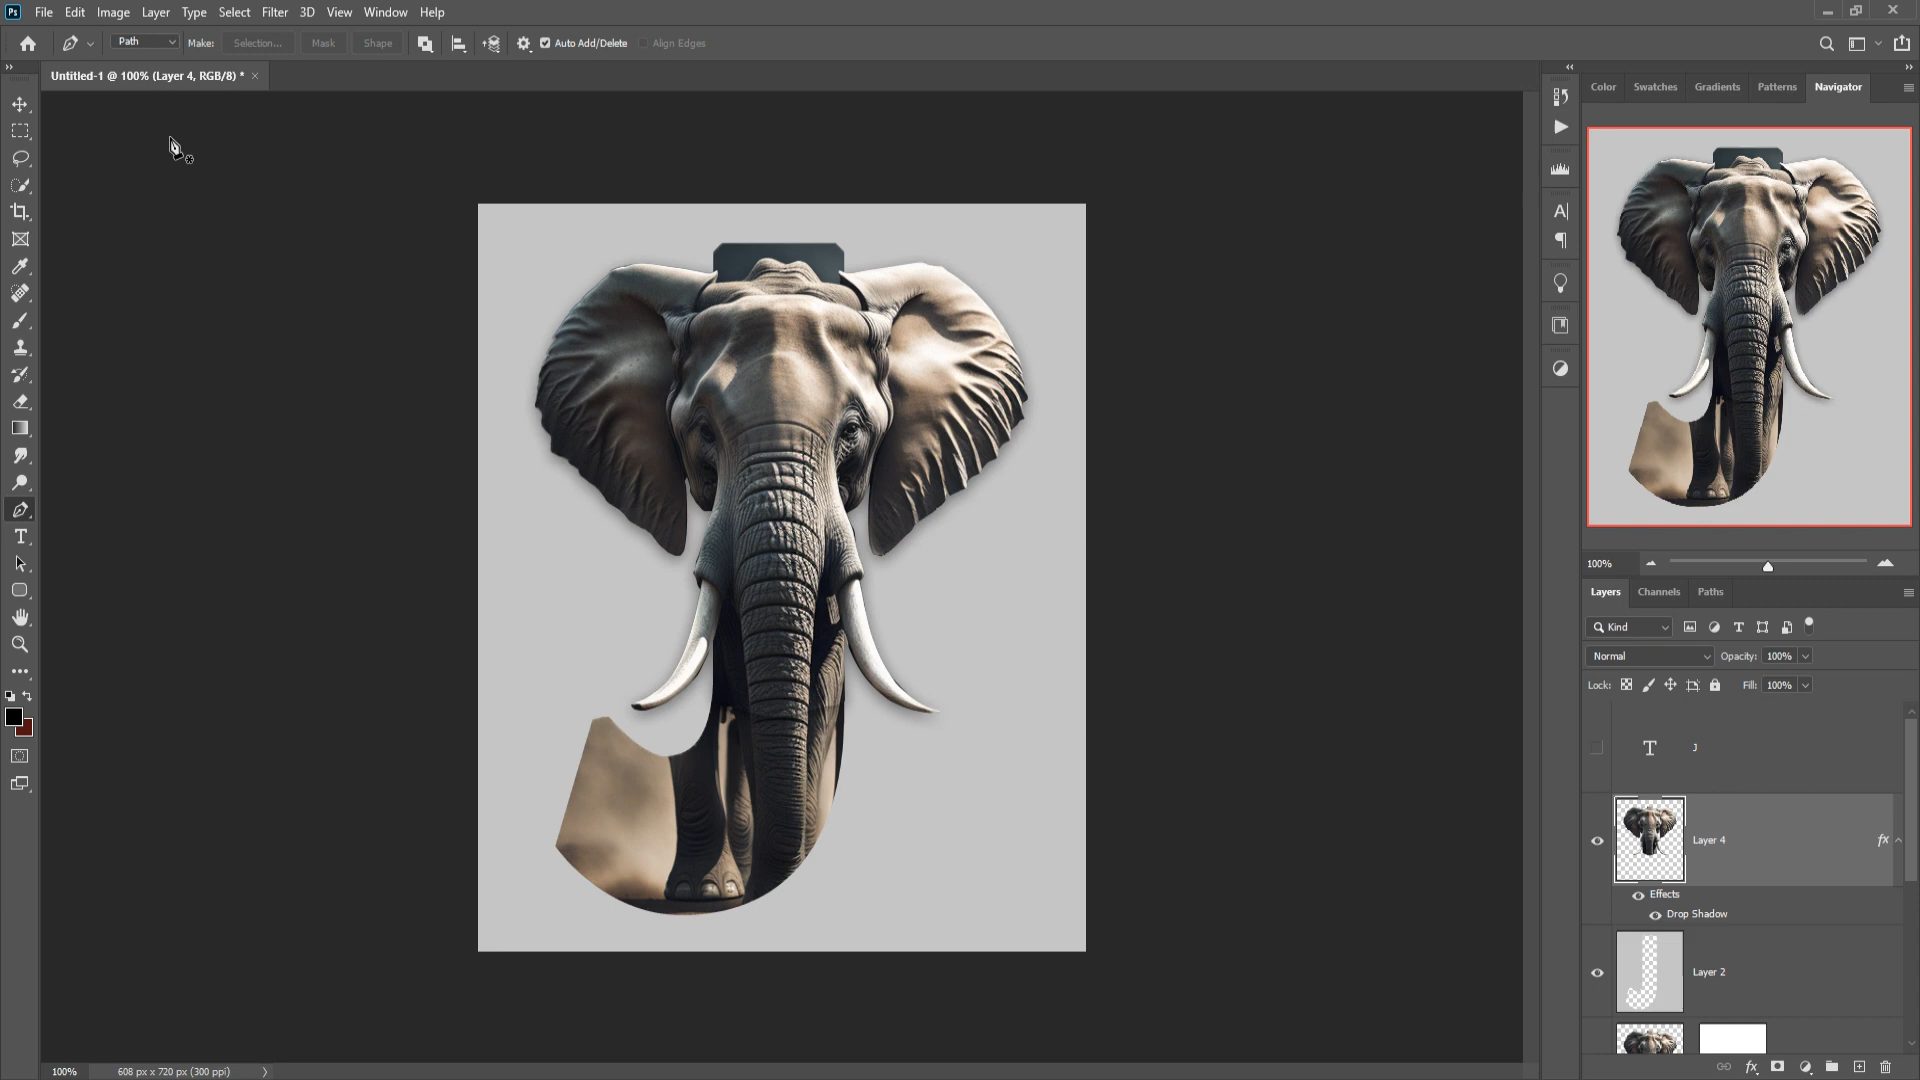 Ps File Edit Image Layer Type Select Filter 3D View Window Help
Path Make: Selection... Mask Shape Auto Add/Delete Align Edges
Untitled-1 @ 100% (Layer 4, RGB/8) *
Color Swatches Gradients Patterns Navigator
100%
Layers Channels Paths
Kind
Normal Opacity: 100%
Lock: Fill: 100%
J
Layer 4 fx
Effects
Drop Shadow
Layer 2
100% 608 px x 720 px (300 ppi)
fx